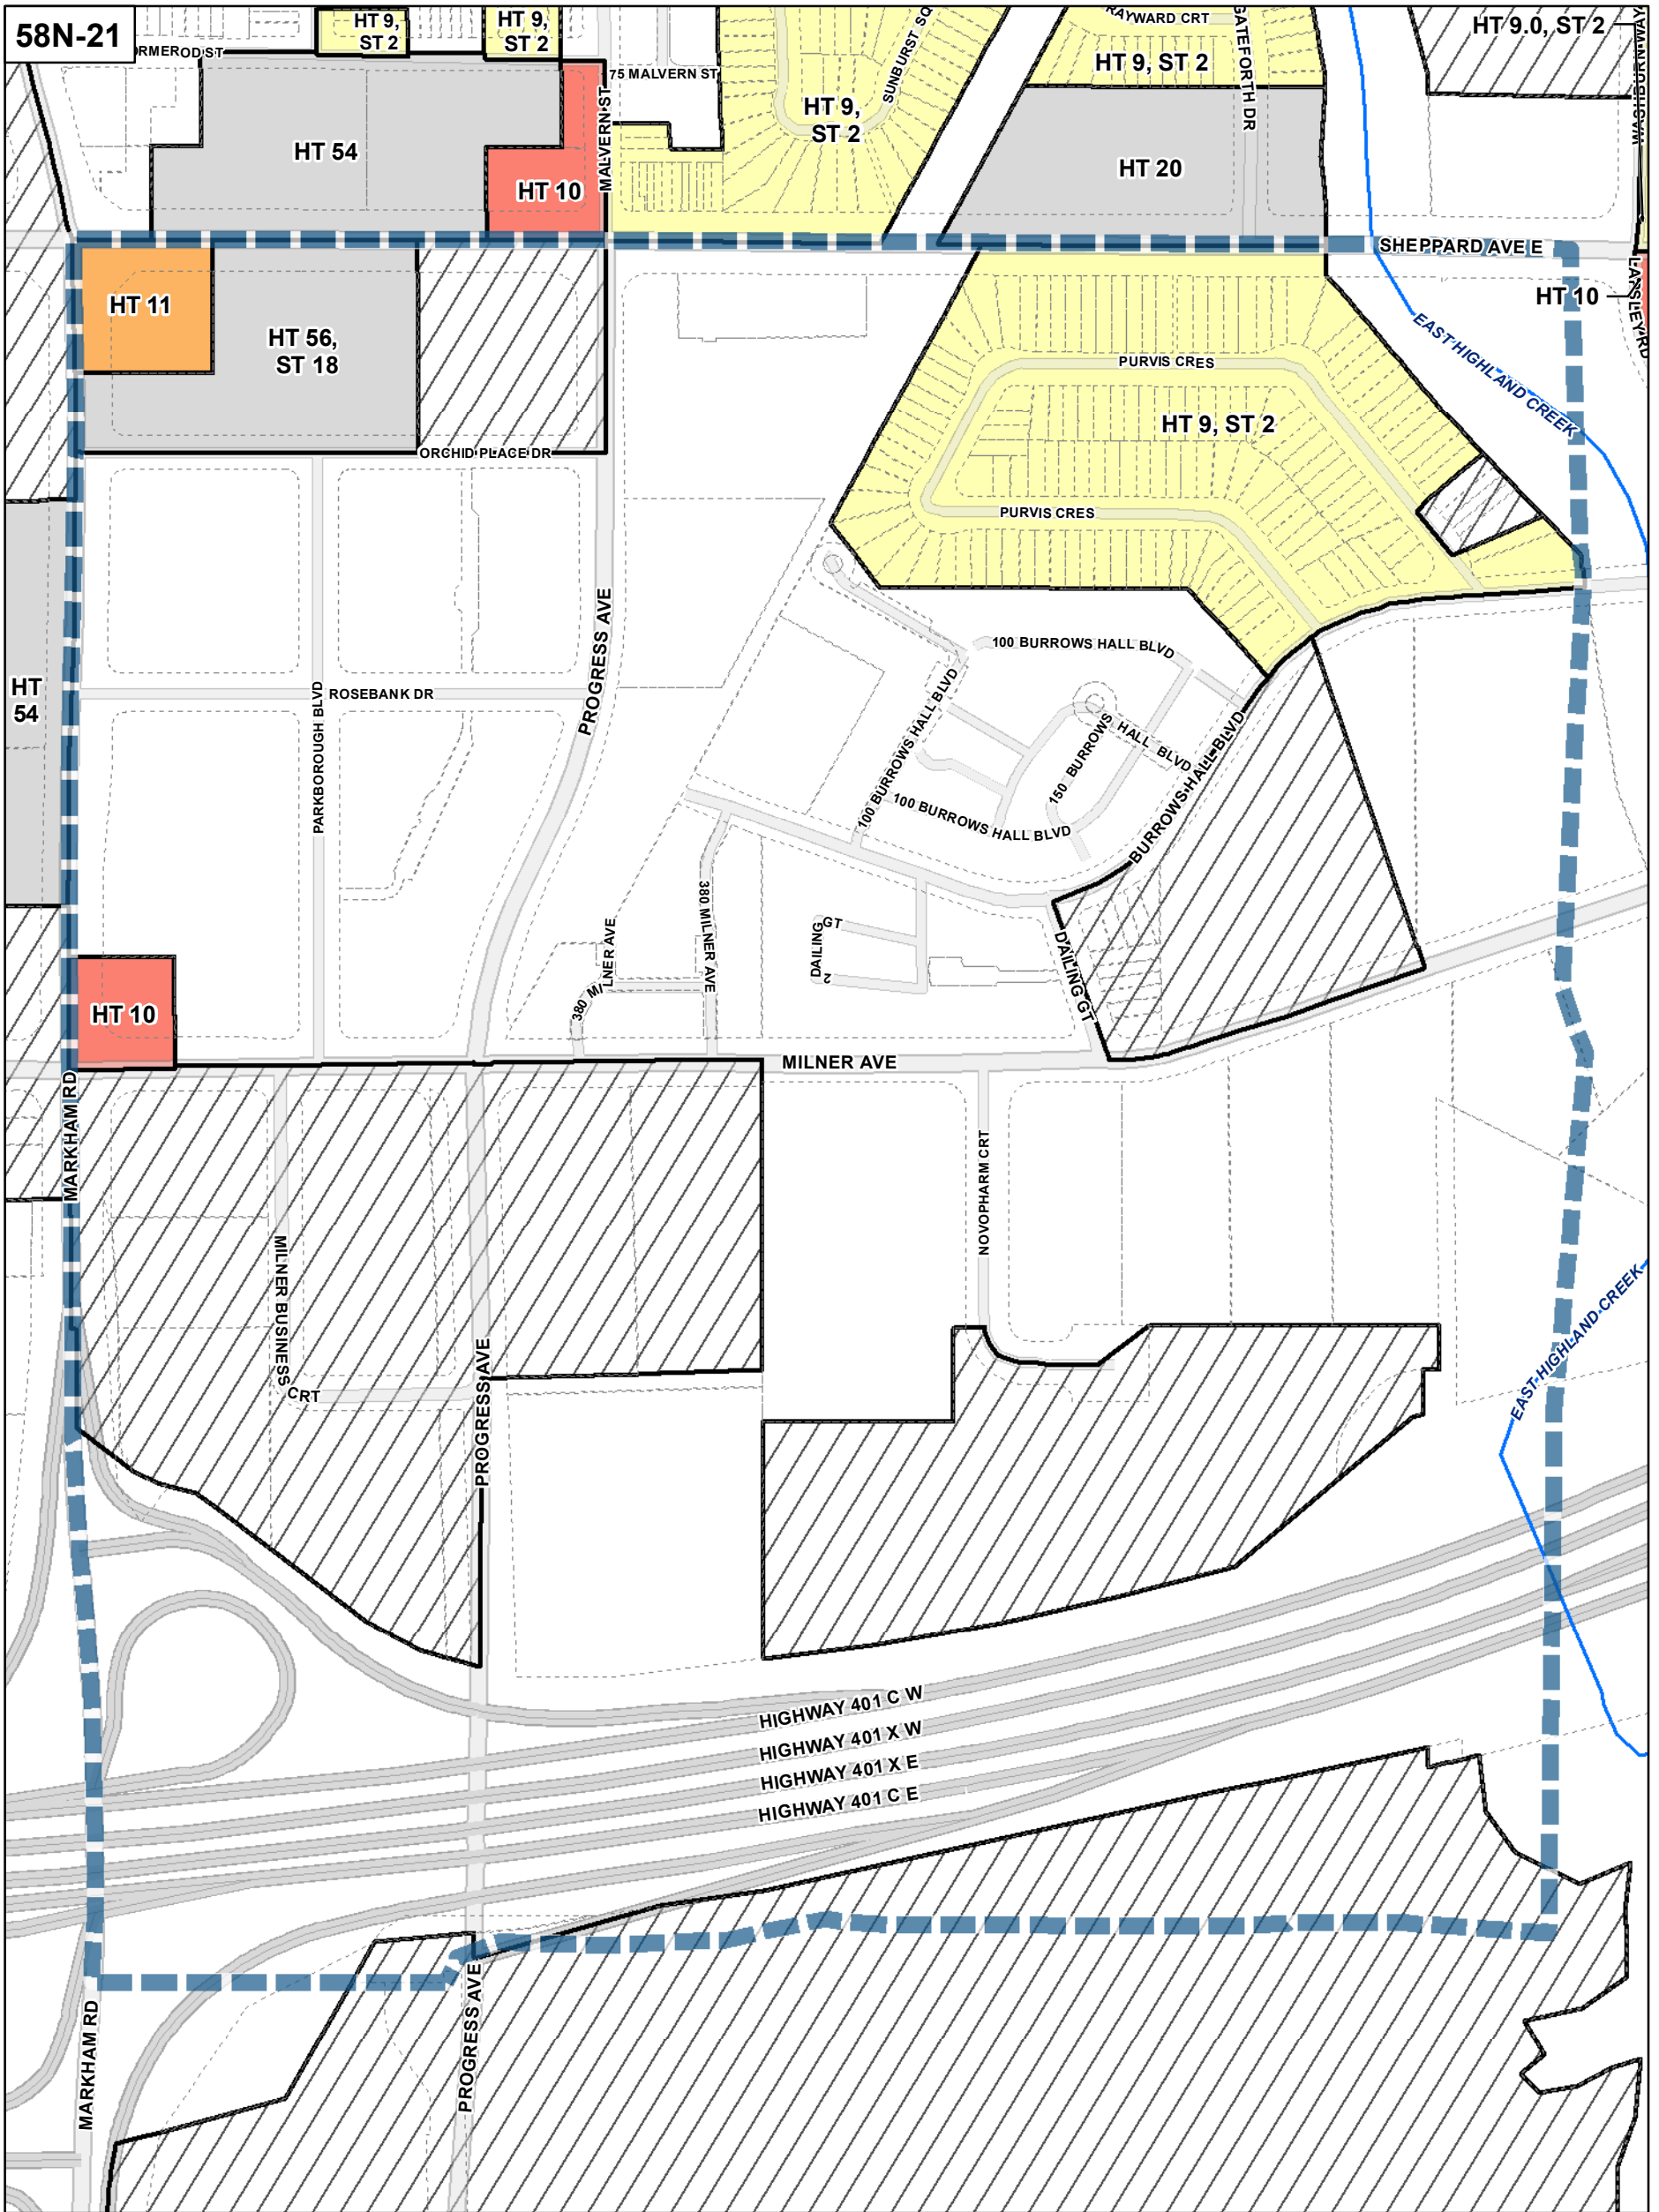 58N-21
HT 9,
ST 2
HT 9,
ST 2
HT 9.0, ST 2
SUNBURST SQ
GATEFORTH DR
75 MALVERN ST
HT 9, ST 2
HT 9,
ST 2
MALVERN ST
HT 54
HT 20
HT 10
SHEPPARD AVE E
HT 11
HT 10
HT 56,
ST 18
EAST HIGHLAND CREEK
PURVIS CRES
HT 9, ST 2
ORCHID PLACE DR
PURVIS CRES
PROGRESS AVE
100 BURROWS HALL BLVD
HT
54
ROSEBANK DR
PARKBOROUGH BLVD
100 BURROWS HALL BLVD
150 BURROWS HALL BLVD
BURROWS HALL BLVD
100 BURROWS HALL BLVD
380 MILNER AVE
380 MILNER AVE
2 DAILING GT
DAILING GT
HT 10
MILNER AVE
MARKHAM RD
NOVOPHARM CRT
MILNER BUSINESS CRT
EAST HIGHLAND CREEK
PROGRESS AVE
HIGHWAY 401 C W
HIGHWAY 401 X W
HIGHWAY 401 X E
HIGHWAY 401 C E
MARKHAM RD
PROGRESS AVE